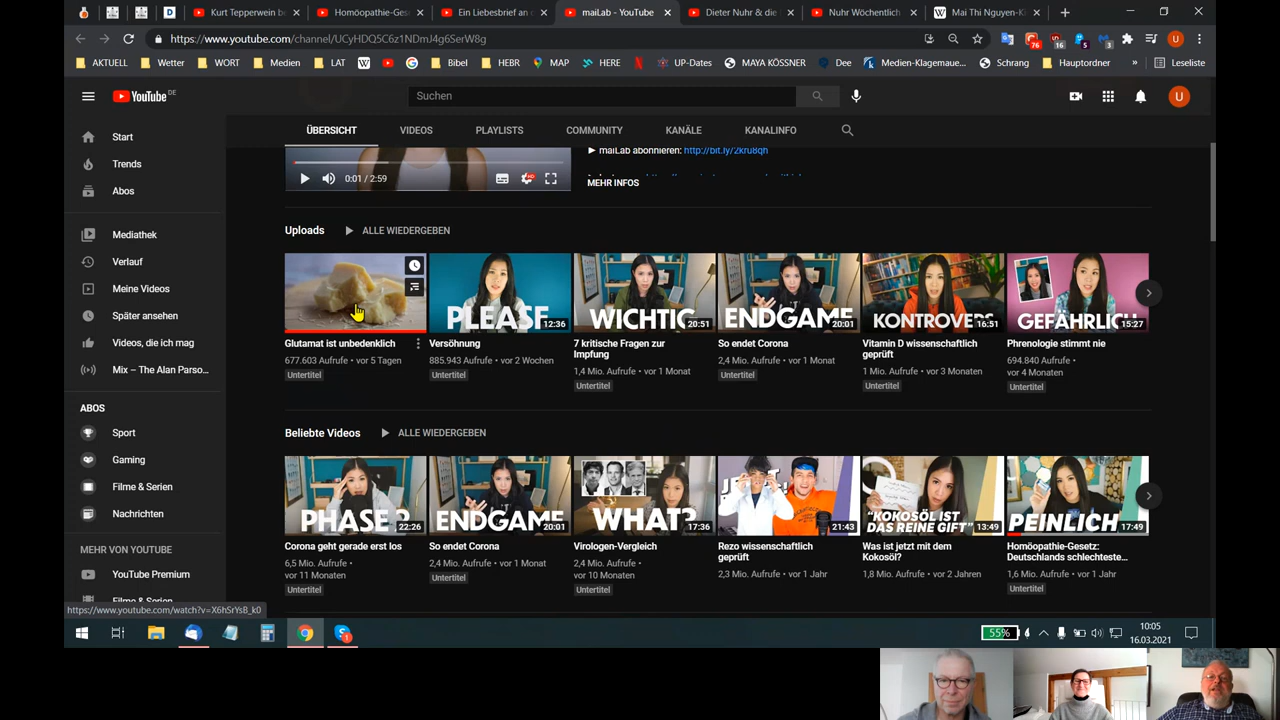 Kurt Tepperwein b
Homöopathie-Ges
Ein Liebesbrief an
maiLab - YouTube
Dieter Nuhr & die
Nuhr Wöchentlich
Mai Thi Nguyen-K
https://www.youtube.com/channel/UCyHDQ5C6z1NDmJ4g6SerW8g
AKTUELL Wetter WORT Medien LAT Bibel HEBR MAP HERE UP-Dates MAYA KÖSSNER Dee Medien-Klagemaue... Schrang Hauptordner » Leseliste
YouTube DE
Suchen
ÜBERSICHT VIDEOS PLAYLISTS COMMUNITY KANÄLE KANALINFO
Start
Trends
Abos
Mediathek
Verlauf
Meine Videos
Später ansehen
Videos, die ich mag
Mix – The Alan Parso...
ABOS
Sport
Gaming
Filme & Serien
Nachrichten
MEHR VON YOUTUBE
YouTube Premium
Filme & Serien
► maiLab abonnieren: http://bit.ly/2kru8qh
0:01 / 2:59
MEHR INFOS
Uploads ALLE WIEDERGEBEN
PLEASE 12:36
WICHTIG 20:51
ENDGAME 20:01
KONTROVERS 16:51
GEFÄHRLICH 15:27
Glutamat ist unbedenklich
677.603 Aufrufe • vor 5 Tagen
Untertitel
Versöhnung
885.943 Aufrufe • vor 2 Wochen
Untertitel
7 kritische Fragen zur
Impfung
1,4 Mio. Aufrufe • vor 1 Monat
Untertitel
So endet Corona
2,4 Mio. Aufrufe • vor 1 Monat
Untertitel
Vitamin D wissenschaftlich
geprüft
1 Mio. Aufrufe • vor 3 Monaten
Untertitel
Phrenologie stimmt nie
694.840 Aufrufe •
vor 4 Monaten
Untertitel
Beliebte Videos ALLE WIEDERGEBEN
PHASE 22:26
ENDGAME 20:01
WHAT? 17:36
21:43
"KOKOSÖL IST
DAS REINE GIFT" 13:49
PEINLICH 17:49
Corona geht gerade erst los
6,5 Mio. Aufrufe •
vor 11 Monaten
Untertitel
So endet Corona
2,4 Mio. Aufrufe • vor 1 Monat
Untertitel
Virologen-Vergleich
2,4 Mio. Aufrufe •
vor 10 Monaten
Untertitel
Rezo wissenschaftlich
geprüft
2,3 Mio. Aufrufe • vor 1 Jahr
Was ist jetzt mit dem
Kokosöl?
1,8 Mio. Aufrufe • vor 2 Jahren
Homöopathie-Gesetz:
Deutschlands schlechteste...
1,6 Mio. Aufrufe • vor 1 Jahr
Untertitel
https://www.youtube.com/watch?v=X6hSrYsB_k0
55%
10:05
16.03.2021